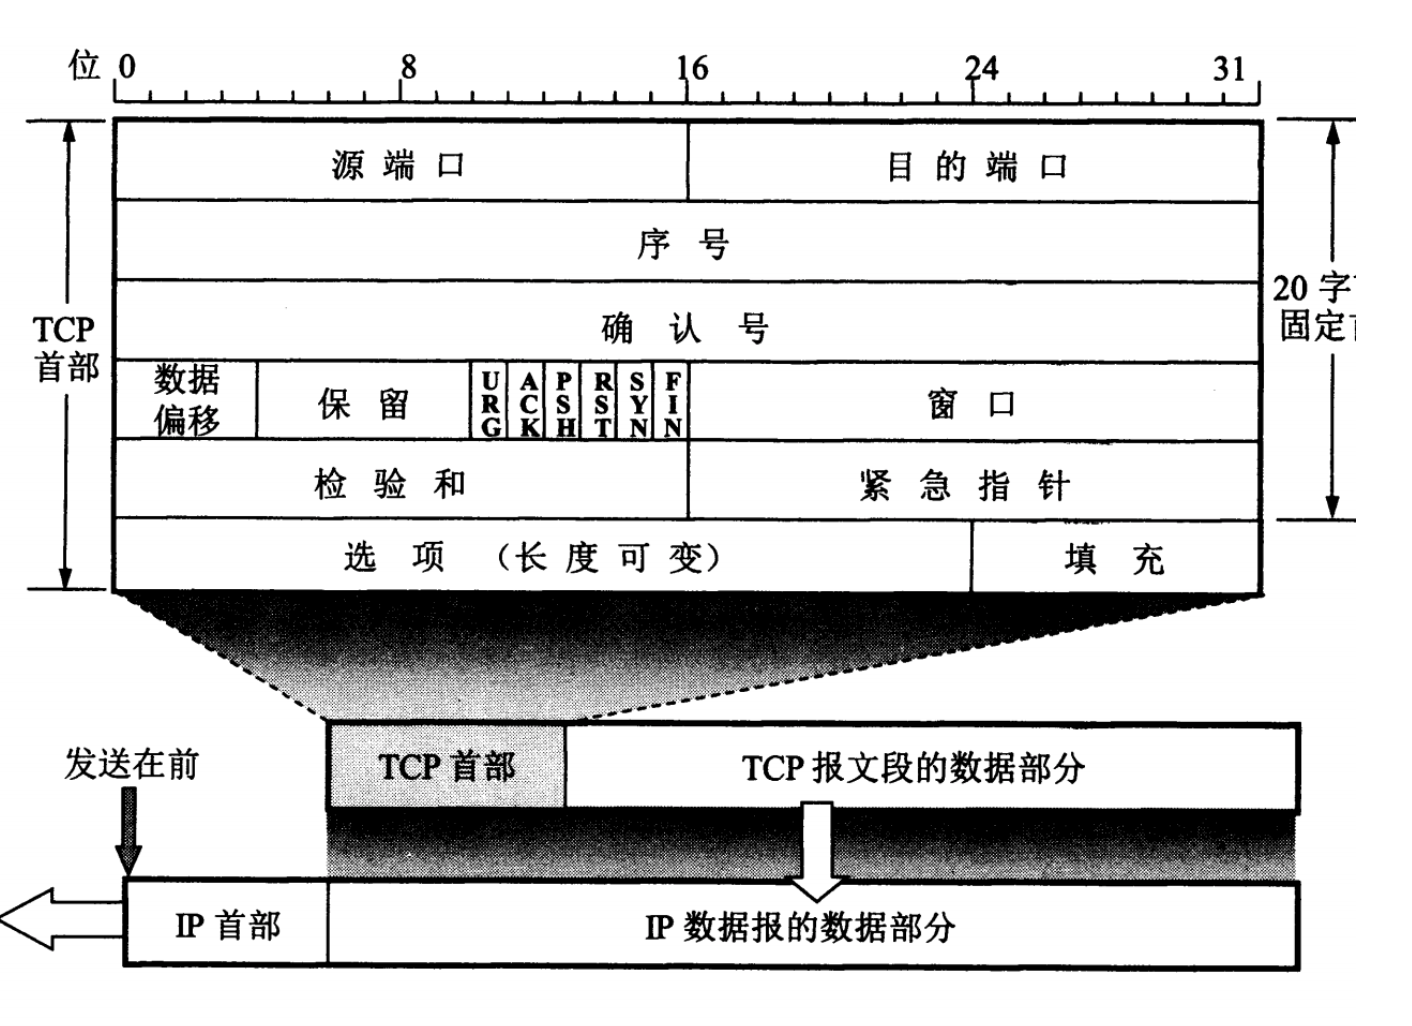 位 0 8 16 24 31
源端口 目的端口
序号
确认号
TCP
首部
20 字
固定
数据
偏移
保留
URG
ACK
PSH
RST
SYN
FIN
窗口
检验和 紧急指针
选项（长度可变） 填充
发送在前
TCP 首部 TCP 报文段的数据部分
IP 首部 IP 数据报的数据部分